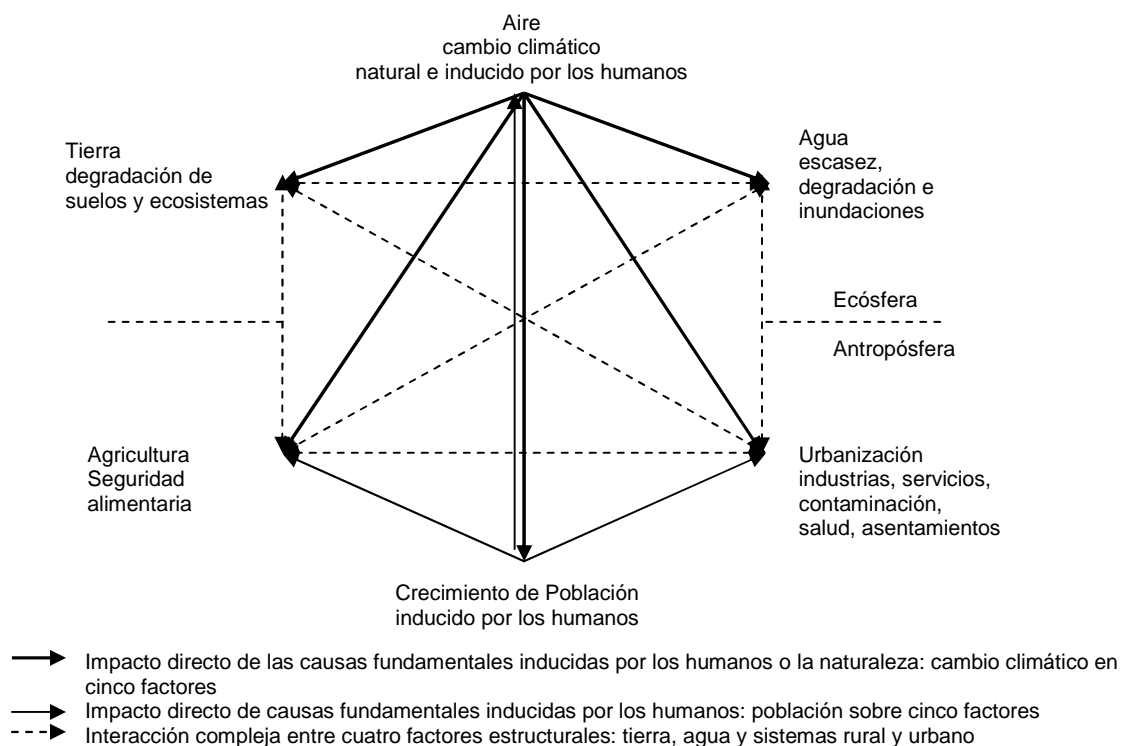 Aire
cambio climático
natural e inducido por los humanos
Tierra
degradación de
suelos y ecosistemas
Agua
escasez,
degradación e
inundaciones
Ecósfera
Antropósfera
Agricultura
Seguridad
alimentaria
Urbanización
industrias, servicios,
contaminación,
salud, asentamientos
Crecimiento de Población
inducido por los humanos
Impacto directo de las causas fundamentales inducidas por los humanos o la naturaleza: cambio climático en
cinco factores
Impacto directo de causas fundamentales inducidas por los humanos: población sobre cinco factores
Interacción compleja entre cuatro factores estructurales: tierra, agua y sistemas rural y urbano